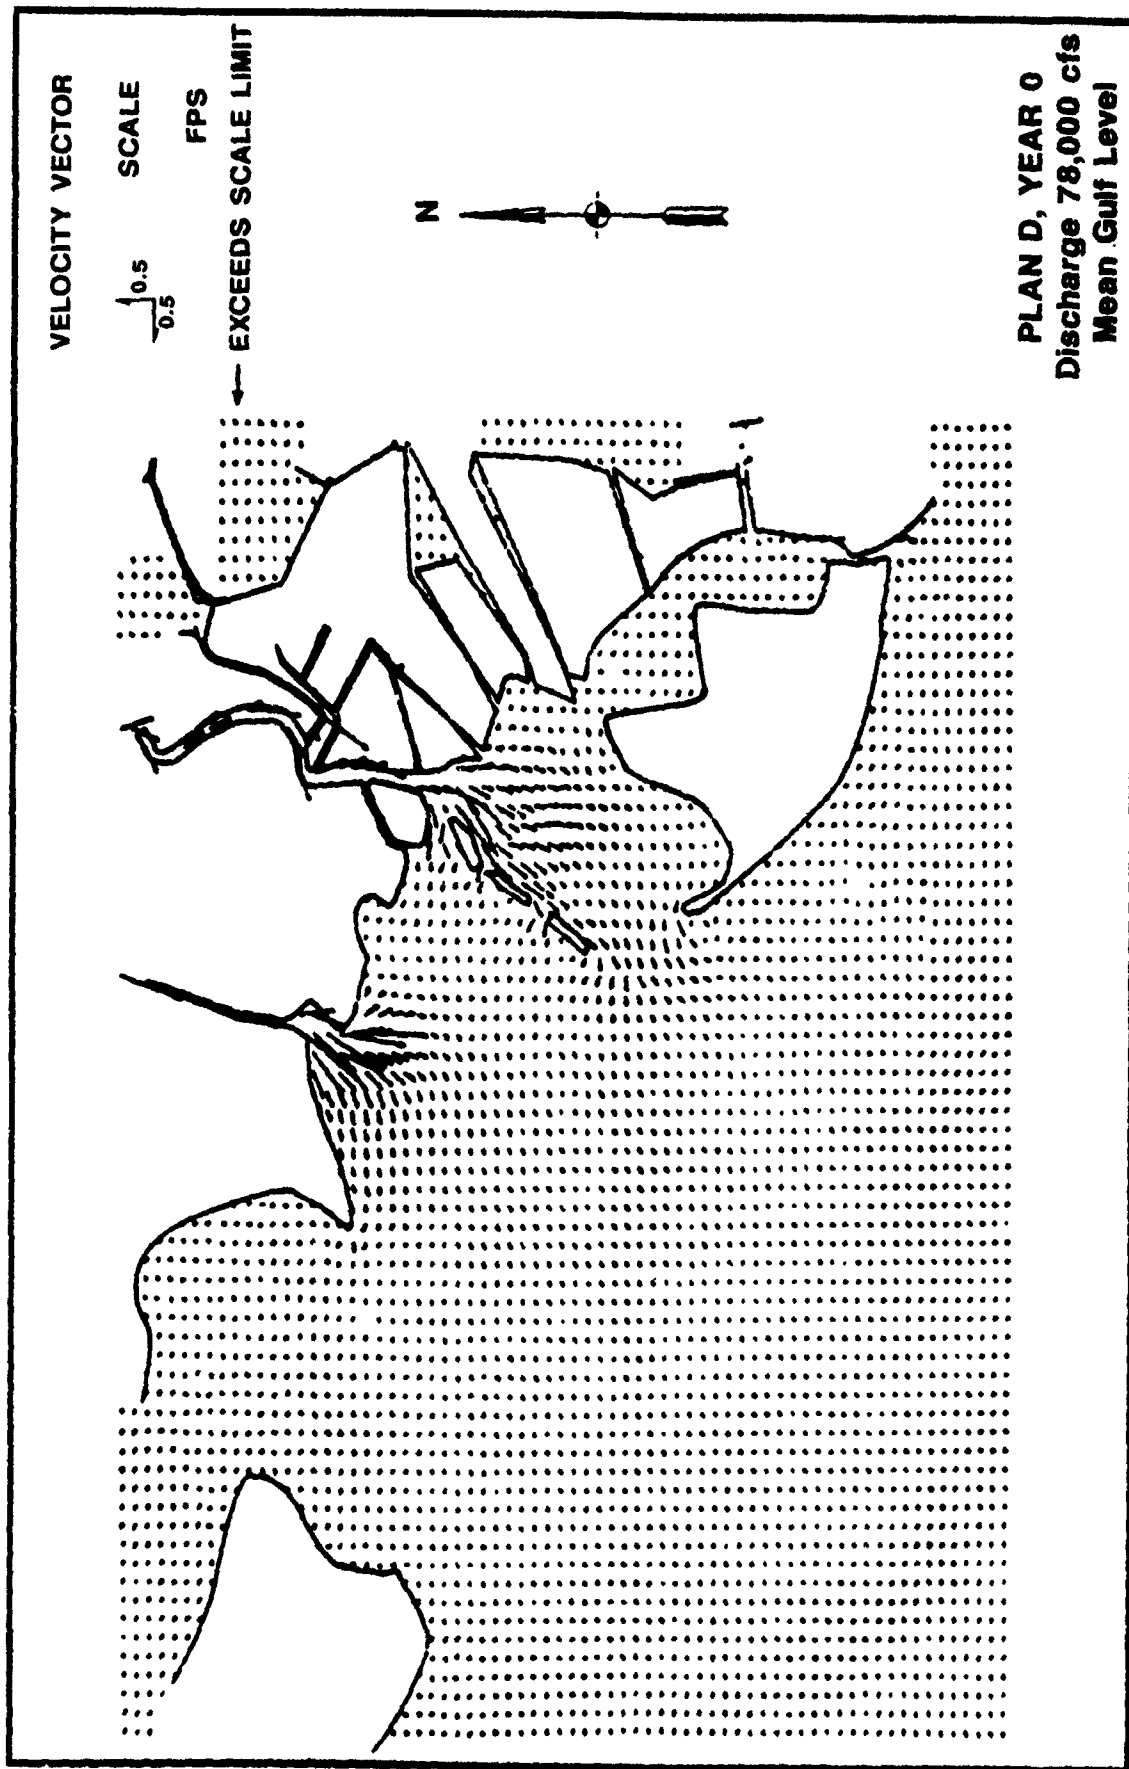 VELOCITY VECTOR
0.5
0.5
SCALE
FPS
← EXCEEDS SCALE LIMIT
N
PLAN D, YEAR 0
Discharge 78,000 cfs
Mean Gulf Level